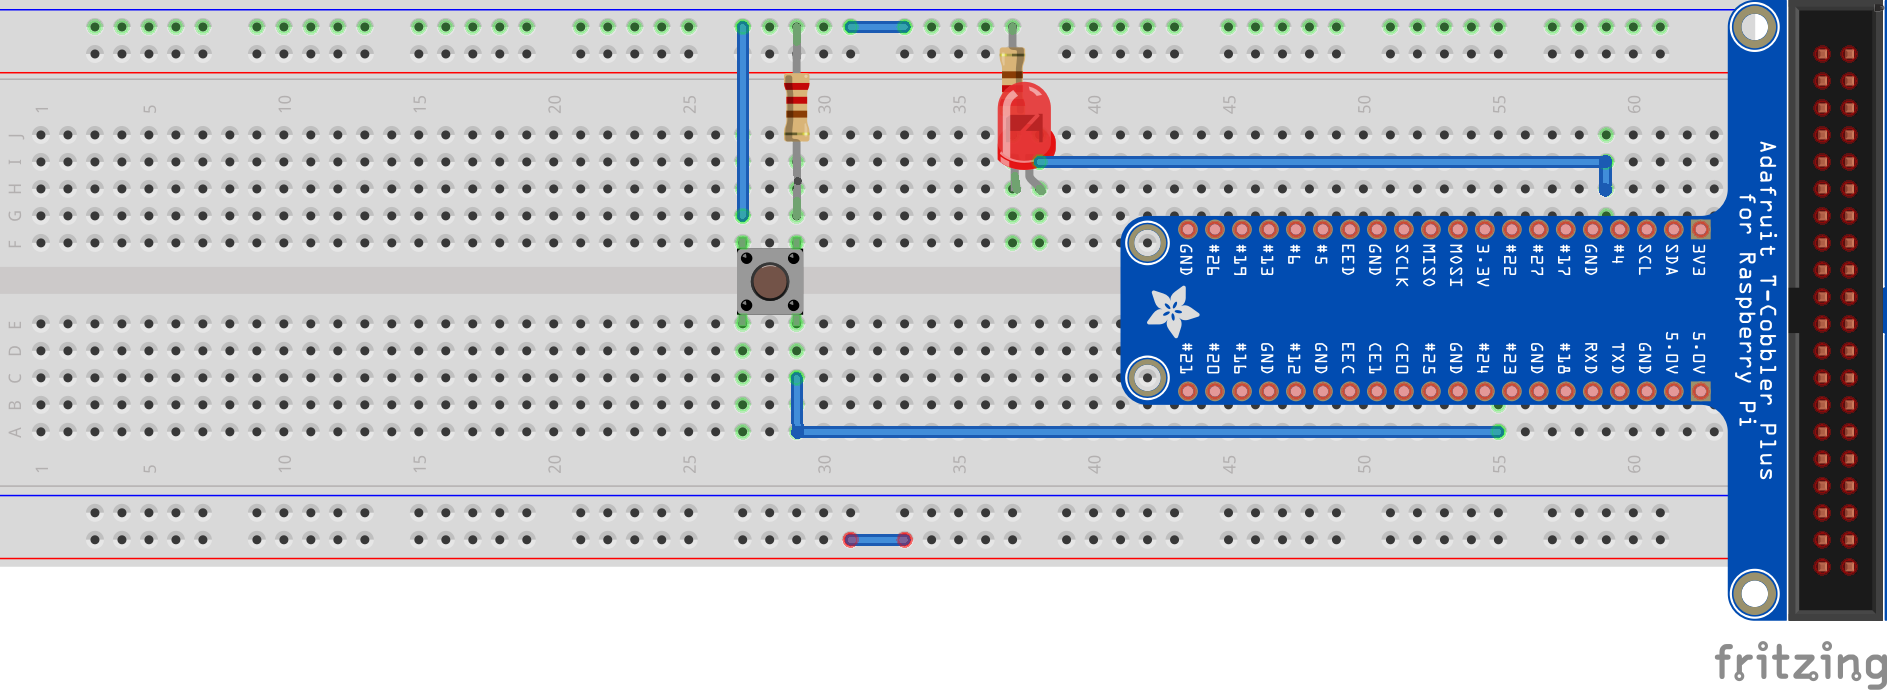 1 5 10 15 20 25 30 35 40 45 50 55 60
J
I
H
G
F
GND #26 #19 #13 #6 #5 EED GND SCLK MISO MOSI 3.3V #22 #27 #17 GND #4 SCL SDA 3V3
Adafruit T-Cobbler Plus
for Raspberry Pi
#21 #20 #16 GND #12 GND EEC CE1 CE0 #25 GND #24 #23 GND #18 RXD TXD GND 5.0V 5.0V
E
D
C
B
A
1 5 10 15 20 25 30 35 40 45 50 55 60
fritzing